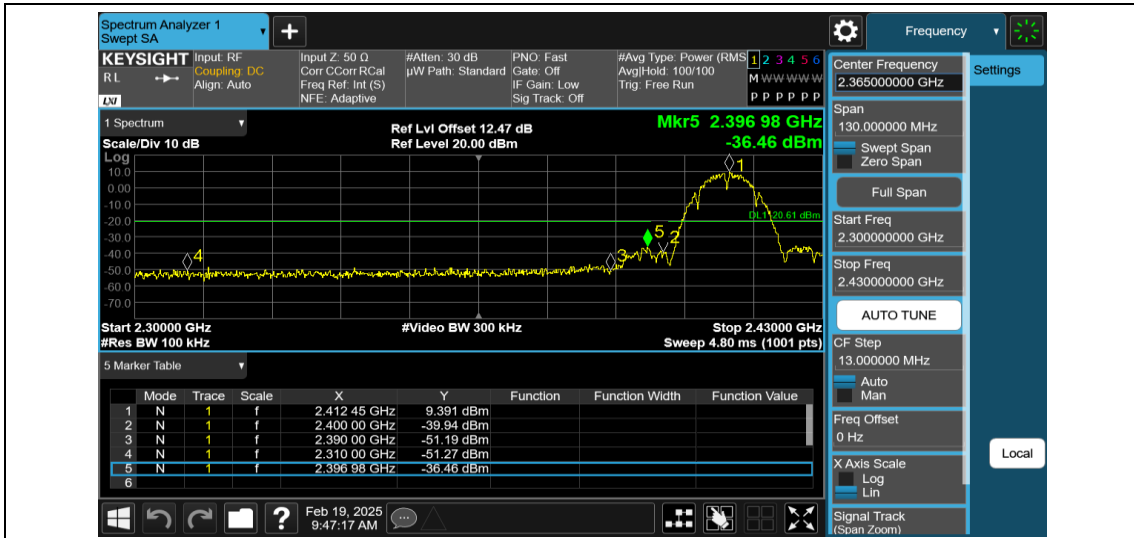 Spectrum Analyzer 1
Swept SA
+
Frequency
KEYSIGHT Input: RF Input Z: 50 Ω #Atten: 30 dB PNO: Fast #Avg Type: Power (RMS 1 2 3 4 5 6
R L Coupling: DC Corr CCorr RCal µW Path: Standard Gate: Off Avg|Hold: 100/100 M W W W W W
Align: Auto Freq Ref: Int (S) IF Gain: Low Trig: Free Run
LXI NFE: Adaptive Sig Track: Off P P P P P P
1 Spectrum
Scale/Div 10 dB
Ref Lvl Offset 12.47 dB
Ref Level 20.00 dBm
Mkr5 2.396 98 GHz
-36.46 dBm
Log
10.0
0.00
-10.0
-20.0
-30.0
-40.0
-50.0
-60.0
-70.0
1
DL1 -20.61 dBm
5
2
3
4
Start 2.30000 GHz #Video BW 300 kHz Stop 2.43000 GHz
#Res BW 100 kHz Sweep 4.80 ms (1001 pts)
5 Marker Table
Mode Trace Scale X Y Function Function Width Function Value
1 N 1 f 2.412 45 GHz 9.391 dBm
2 N 1 f 2.400 00 GHz -39.94 dBm
3 N 1 f 2.390 00 GHz -51.19 dBm
4 N 1 f 2.310 00 GHz -51.27 dBm
5 N 1 f 2.396 98 GHz -36.46 dBm
6
?
Feb 19, 2025
9:47:17 AM
Center Frequency
2.365000000 GHz
Span
130.000000 MHz
Swept Span
Zero Span
Full Span
Start Freq
2.300000000 GHz
Stop Freq
2.430000000 GHz
AUTO TUNE
CF Step
13.000000 MHz
Auto
Man
Freq Offset
0 Hz
X Axis Scale
Log
Lin
Signal Track
(Span Zoom)
Settings
Local